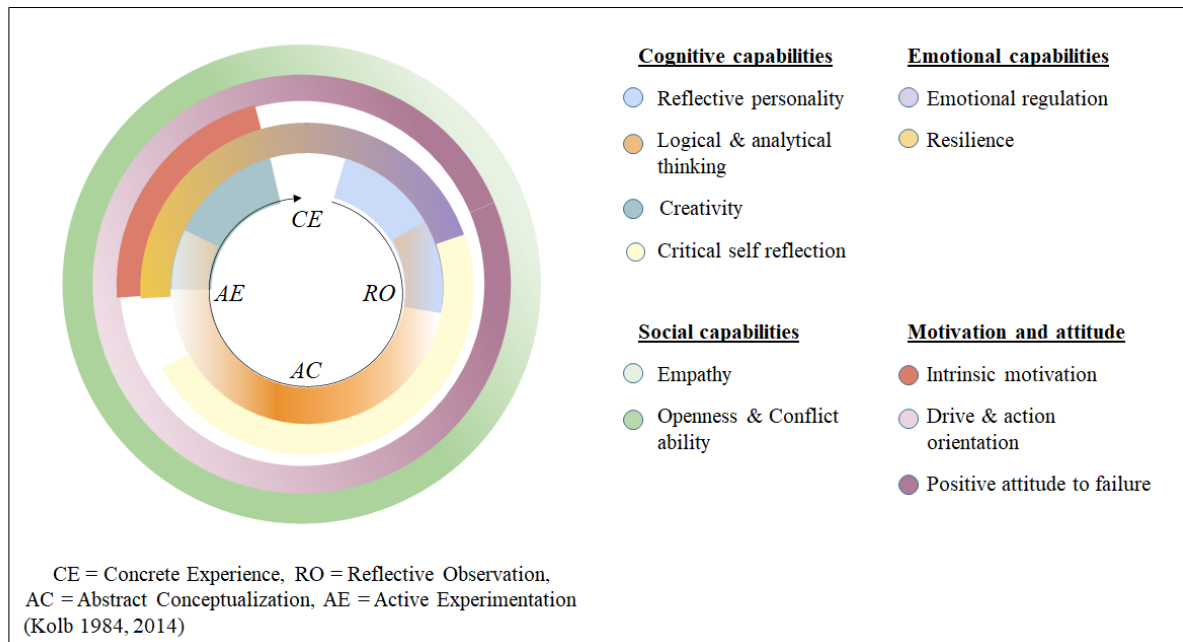 CE
RO
AC
AE
Cognitive capabilities
Reflective personality
Logical & analytical
thinking
Creativity
Critical self reflection
Emotional capabilities
Emotional regulation
Resilience
Social capabilities
Empathy
Openness & Conflict
ability
Motivation and attitude
Intrinsic motivation
Drive & action
orientation
Positive attitude to failure
CE = Concrete Experience, RO = Reflective Observation,
AC = Abstract Conceptualization, AE = Active Experimentation
(Kolb 1984, 2014)